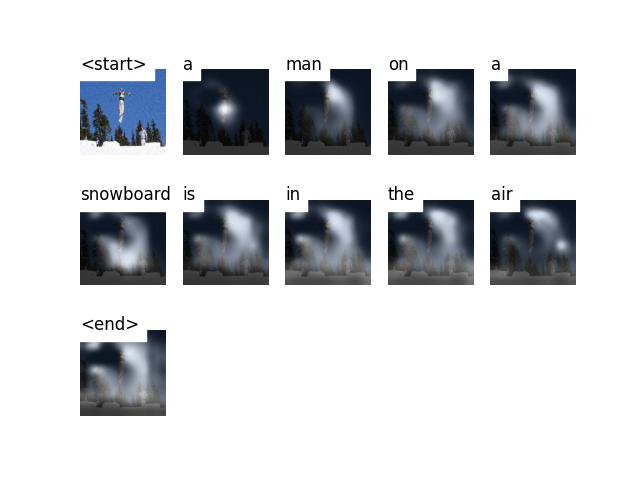 <start> a man on a
snowboard is in the air
<end>